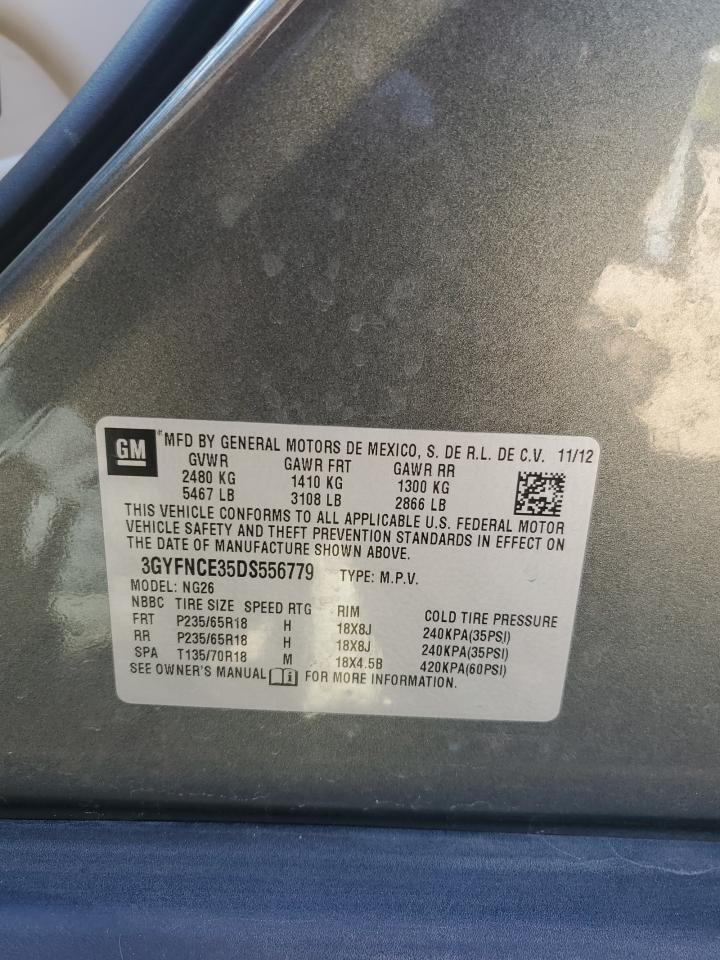 GM MFD BY GENERAL MOTORS DE MEXICO, S. DE R.L. DE C.V. 11/12
GVWR GAWR FRT GAWR RR
2480 KG 1410 KG 1300 KG
5467 LB 3108 LB 2866 LB
THIS VEHICLE CONFORMS TO ALL APPLICABLE U.S. FEDERAL MOTOR
VEHICLE SAFETY AND THEFT PREVENTION STANDARDS IN EFFECT ON
THE DATE OF MANUFACTURE SHOWN ABOVE.
3GYFNCE35DS556779 TYPE: M.P.V.
MODEL: NG26
NBBC TIRE SIZE SPEED RTG RIM COLD TIRE PRESSURE
FRT P235/65R18 H 18X8J 240KPA(35PSI)
RR P235/65R18 H 18X8J 240KPA(35PSI)
SPA T135/70R18 M 18X4.5B 420KPA(60PSI)
SEE OWNER'S MANUAL i FOR MORE INFORMATION.